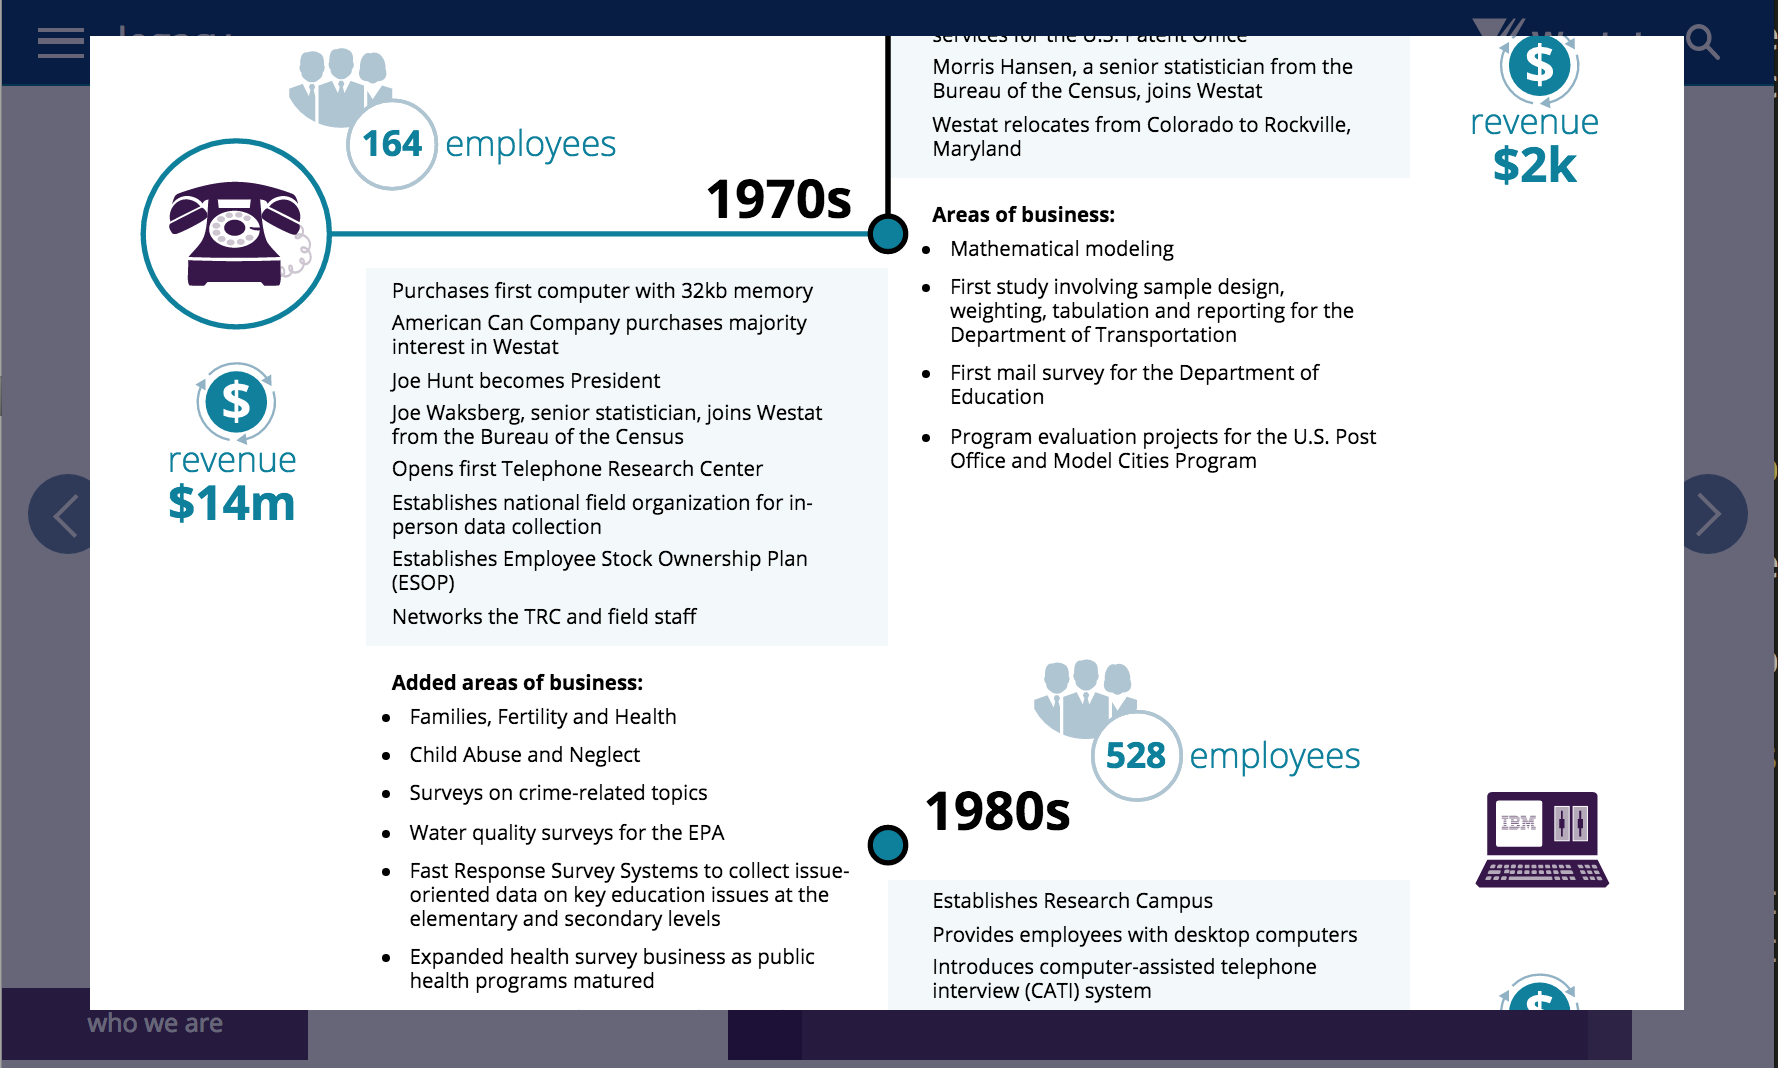 164 employees
1970s
revenue
$14m
Purchases first computer with 32kb memory
American Can Company purchases majority
interest in Westat
Joe Hunt becomes President
Joe Waksberg, senior statistician, joins Westat
from the Bureau of the Census
Opens first Telephone Research Center
Establishes national field organization for in-
person data collection
Establishes Employee Stock Ownership Plan
(ESOP)
Networks the TRC and field staff
Added areas of business:
Families, Fertility and Health
Child Abuse and Neglect
Surveys on crime-related topics
Water quality surveys for the EPA
Fast Response Survey Systems to collect issue-
oriented data on key education issues at the
elementary and secondary levels
Expanded health survey business as public
health programs matured
services for the U.S. Patent Office
Morris Hansen, a senior statistician from the
Bureau of the Census, joins Westat
Westat relocates from Colorado to Rockville,
Maryland
$
revenue
$2k
Areas of business:
Mathematical modeling
First study involving sample design,
weighting, tabulation and reporting for the
Department of Transportation
First mail survey for the Department of
Education
Program evaluation projects for the U.S. Post
Office and Model Cities Program
528 employees
1980s
IBM
Establishes Research Campus
Provides employees with desktop computers
Introduces computer-assisted telephone
interview (CATI) system
$
$
who we are